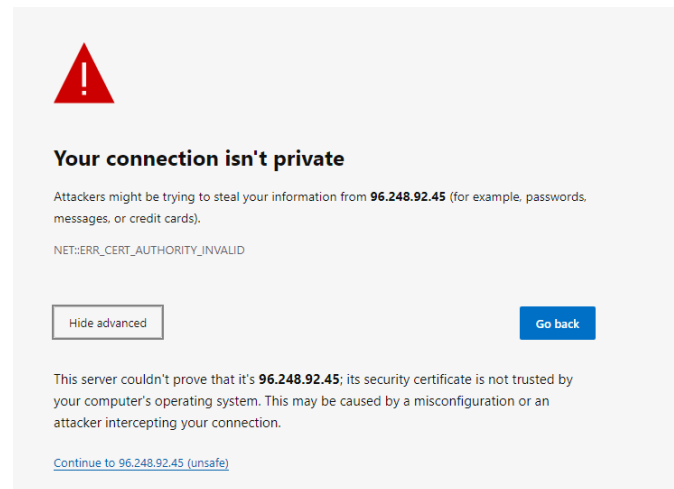 !
Your connection isn't private
Attackers might be trying to steal your information from 96.248.92.45 (for example, passwords,
messages, or credit cards).
NET::ERR_CERT_AUTHORITY_INVALID
Hide advanced
Go back
This server couldn't prove that it's 96.248.92.45; its security certificate is not trusted by
your computer's operating system. This may be caused by a misconfiguration or an
attacker intercepting your connection.
Continue to 96.248.92.45 (unsafe)